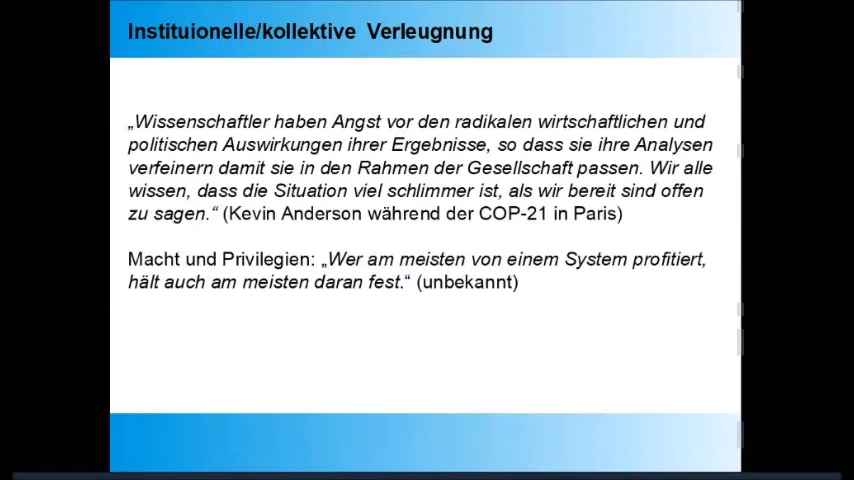 Instituionelle/kollektive Verleugnung
„Wissenschaftler haben Angst vor den radikalen wirtschaftlichen und
politischen Auswirkungen ihrer Ergebnisse, so dass sie ihre Analysen
verfeinern damit sie in den Rahmen der Gesellschaft passen. Wir alle
wissen, dass die Situation viel schlimmer ist, als wir bereit sind offen
zu sagen.“ (Kevin Anderson während der COP-21 in Paris)
Macht und Privilegien: „Wer am meisten von einem System profitiert,
hält auch am meisten daran fest.“ (unbekannt)